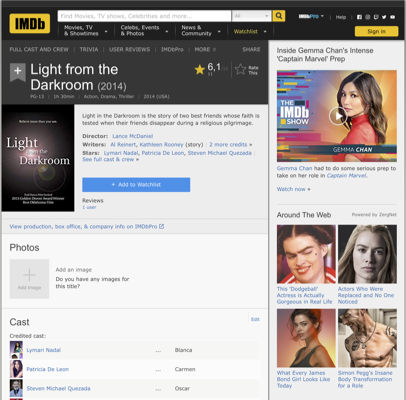 IMDb
Find Movies, TV shows, Celebrities and more...
All
IMDbPro
Help
Movies, TV & Showtimes
Celebs, Events & Photos
News & Community
Watchlist
Sign in
FULL CAST AND CREW | TRIVIA | USER REVIEWS | IMDbPro | MORE
SHARE
Light from the
Darkroom (2014)
6,1
Rate This
PG-13 | 1h 30min | Action, Drama, Thriller | 2014 (USA)
Light
from the
Darkroom
Light in the Darkroom is the story of two best friends whose faith is
tested when their friends disappear during a religious pilgrimage.
Director: Lance McDaniel
Writers: Al Reinert, Kathleen Rooney (story) | 2 more credits »
Stars: Lymari Nadal, Patricia De Leon, Steven Michael Quezada |
See full cast & crew »
+ Add to Watchlist
Reviews
1 user
View production, box office, & company info on IMDbPro
Photos
Add Image
Add an image
Do you have any images for
this title?
Cast
Edit
Credited cast:
Lymari Nadal ... Blanca
Patricia De Leon ... Carmen
Steven Michael Quezada ... Oscar
Inside Gemma Chan's Intense
'Captain Marvel' Prep
THE
IMDb
SHOW
GEMMA CHAN
Gemma Chan had to do some serious prep
to take on her role in Captain Marvel.
Watch now »
Around The Web
Powered by ZergNet
This 'Dodgeball'
Actress is Actually
Gorgeous in Real Life
Actors Who Were
Replaced and No One
Noticed
What Every James
Bond Girl Looks Like
Today
Simon Pegg's Insane
Body Transformation
for a Role